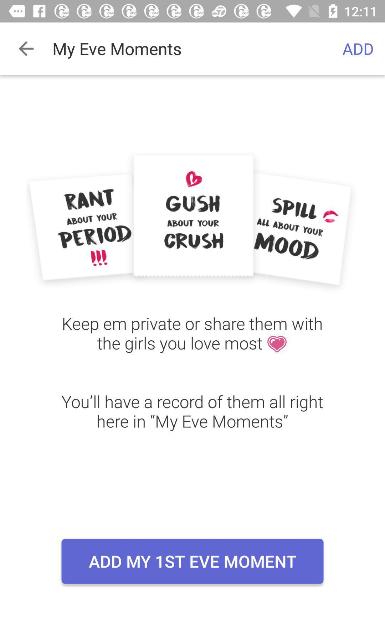 12:11
My Eve Moments
ADD
RANT
ABOUT YOUR
PERIOD
!!!
GUSH
ABOUT YOUR
CRUSH
SPILL
ALL ABOUT YOUR
MOOD
Keep em private or share them with
the girls you love most 💗
You’ll have a record of them all right
here in “My Eve Moments”
ADD MY 1ST EVE MOMENT